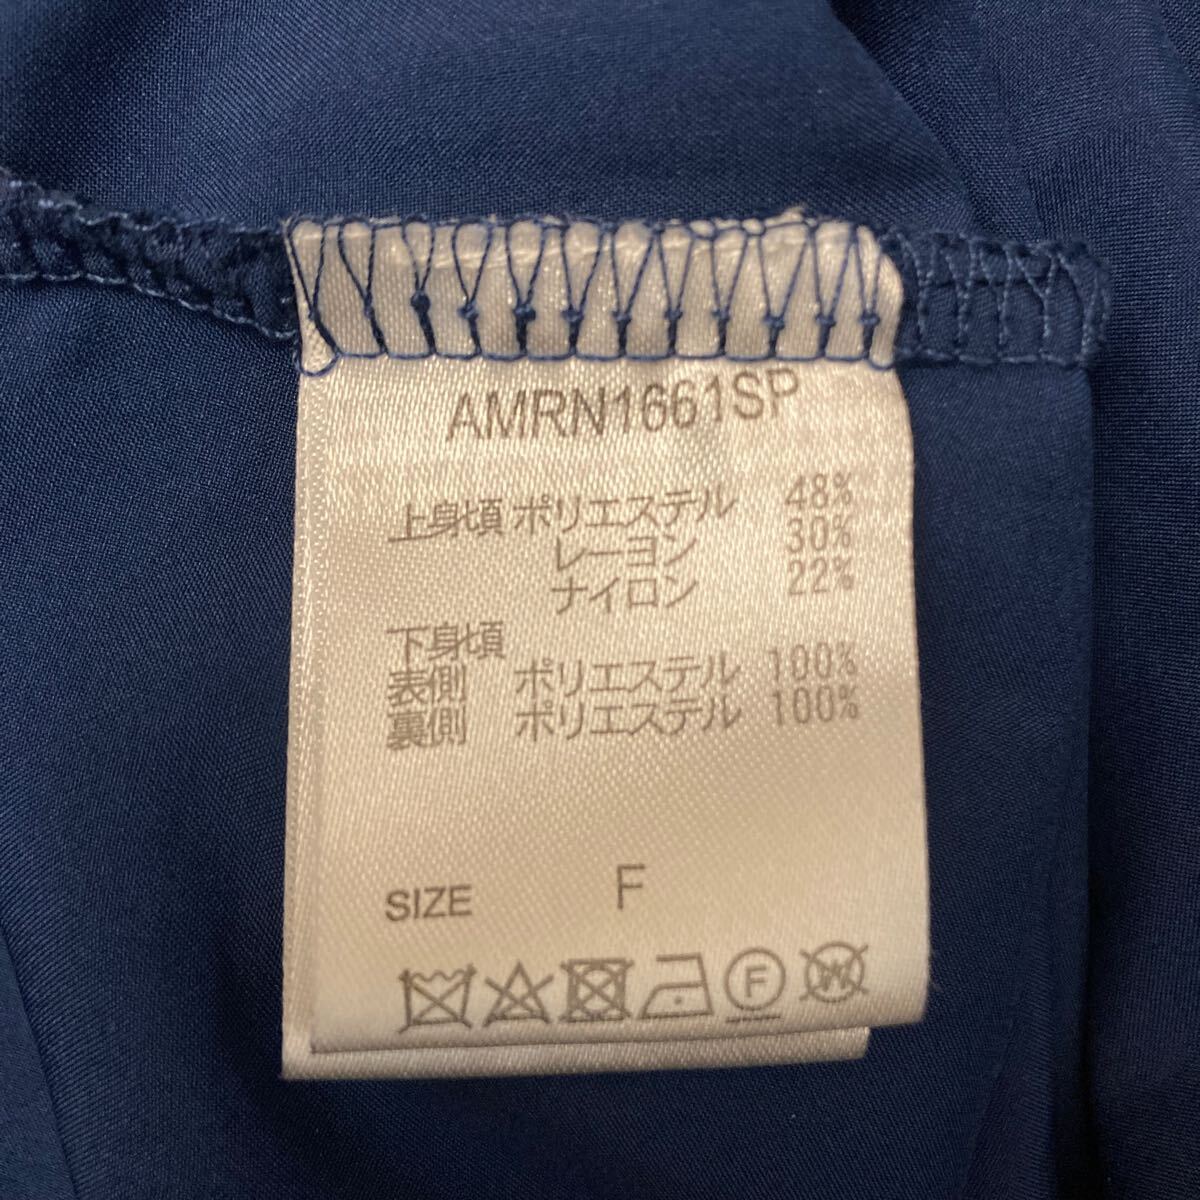 AMRN1661SP
上身頃 ポリエステル 48%
レーヨン 30%
ナイロン 22%
下身頃
表側 ポリエステル 100%
裏側 ポリエステル 100%
SIZE F
F W